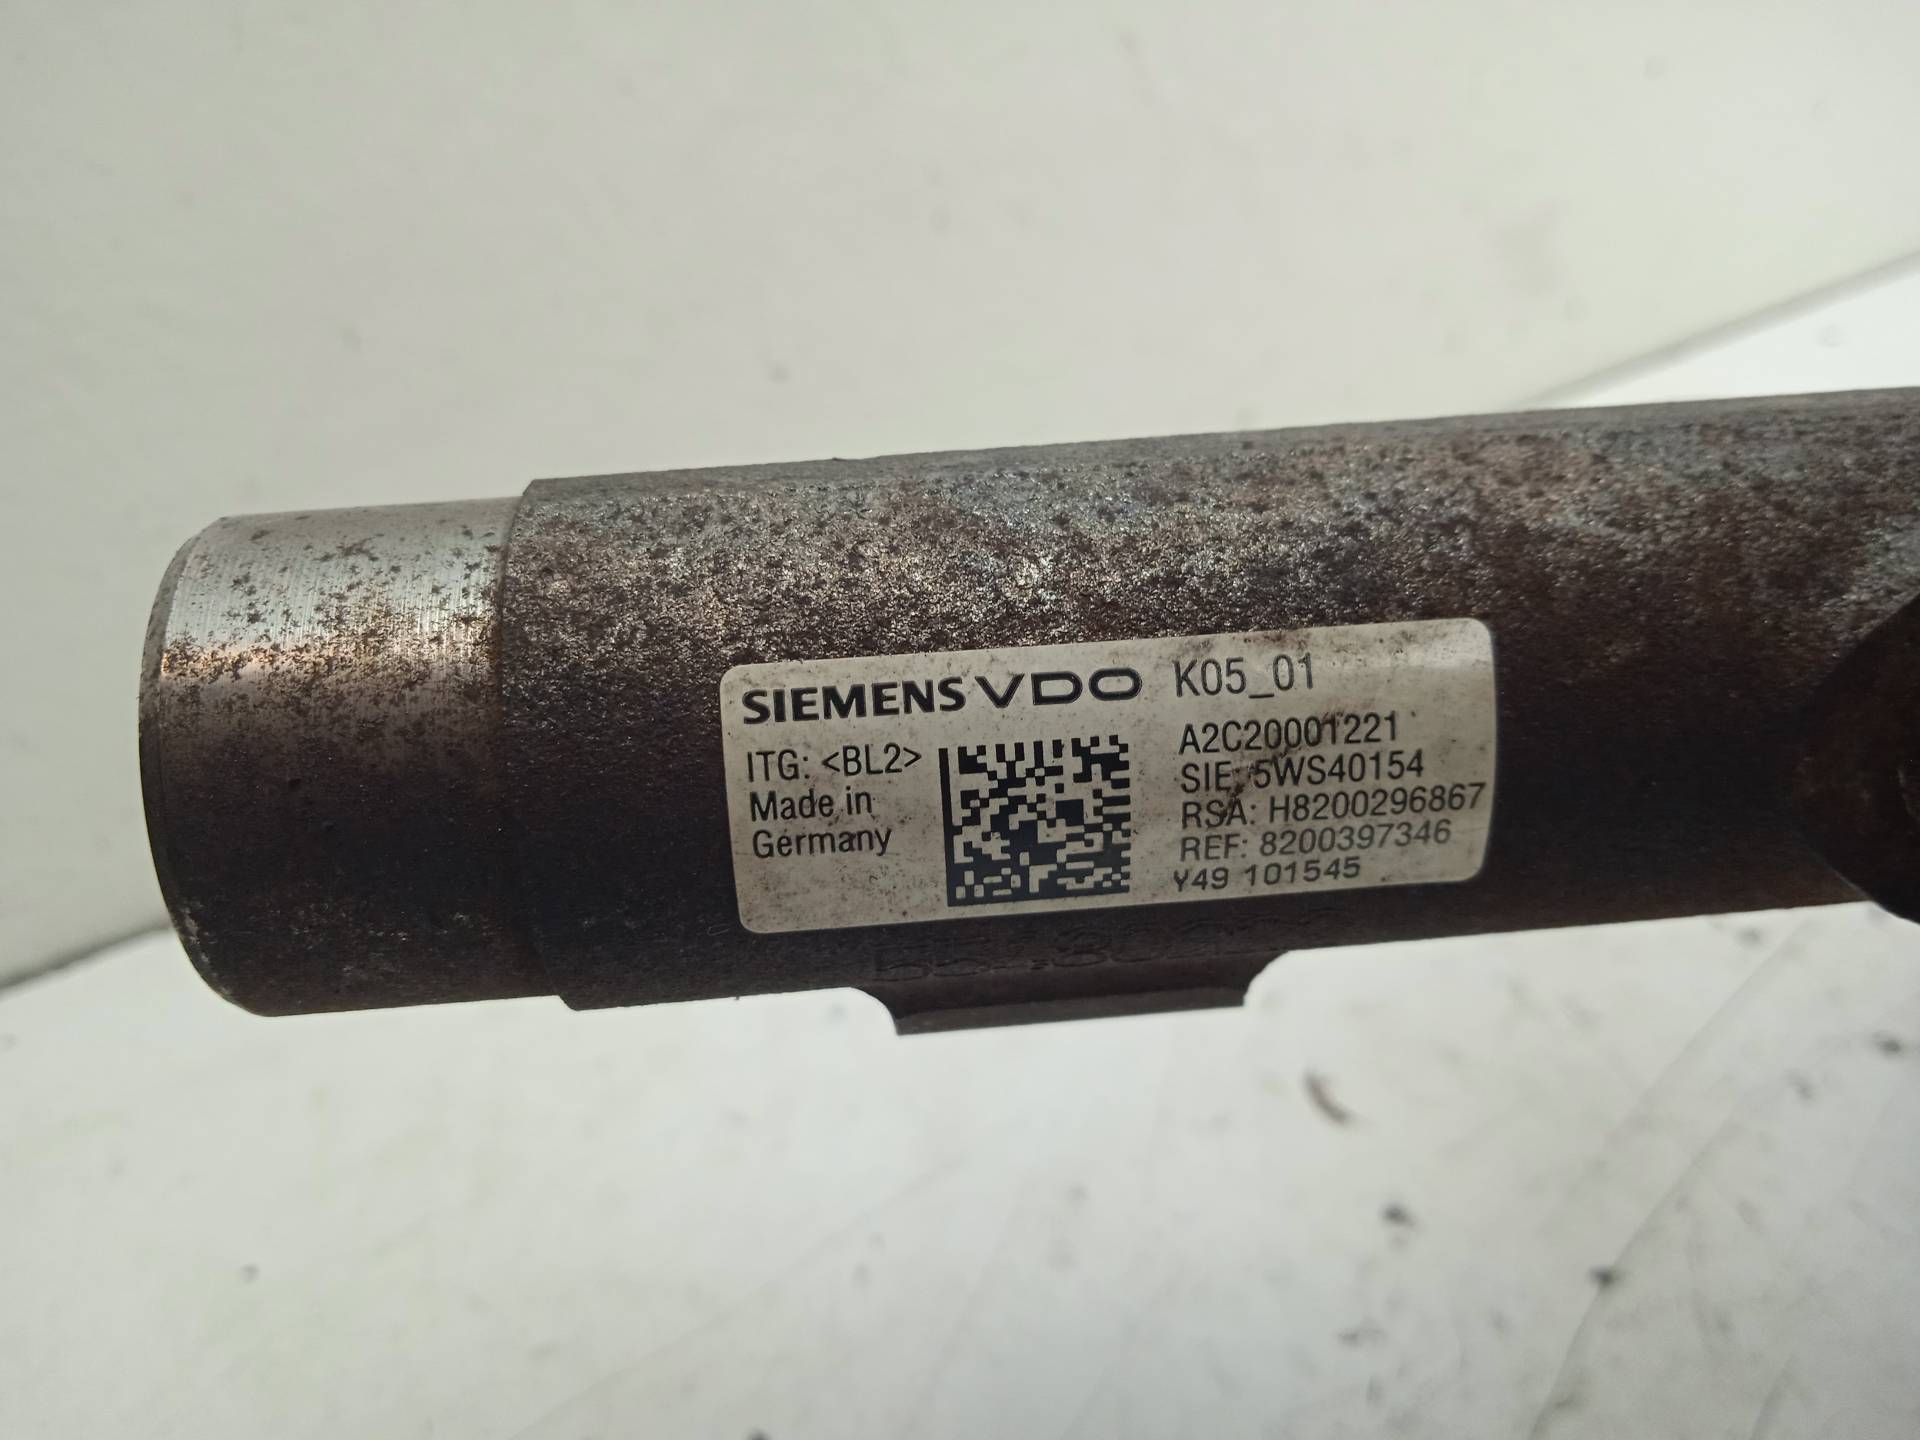 SIEMENS VDO K05_01
ITG: <BL2>
Made in
Germany
A2C20001221
SIE: 5WS40154
RSA: H8200296867
REF: 8200397346
Y49 101545